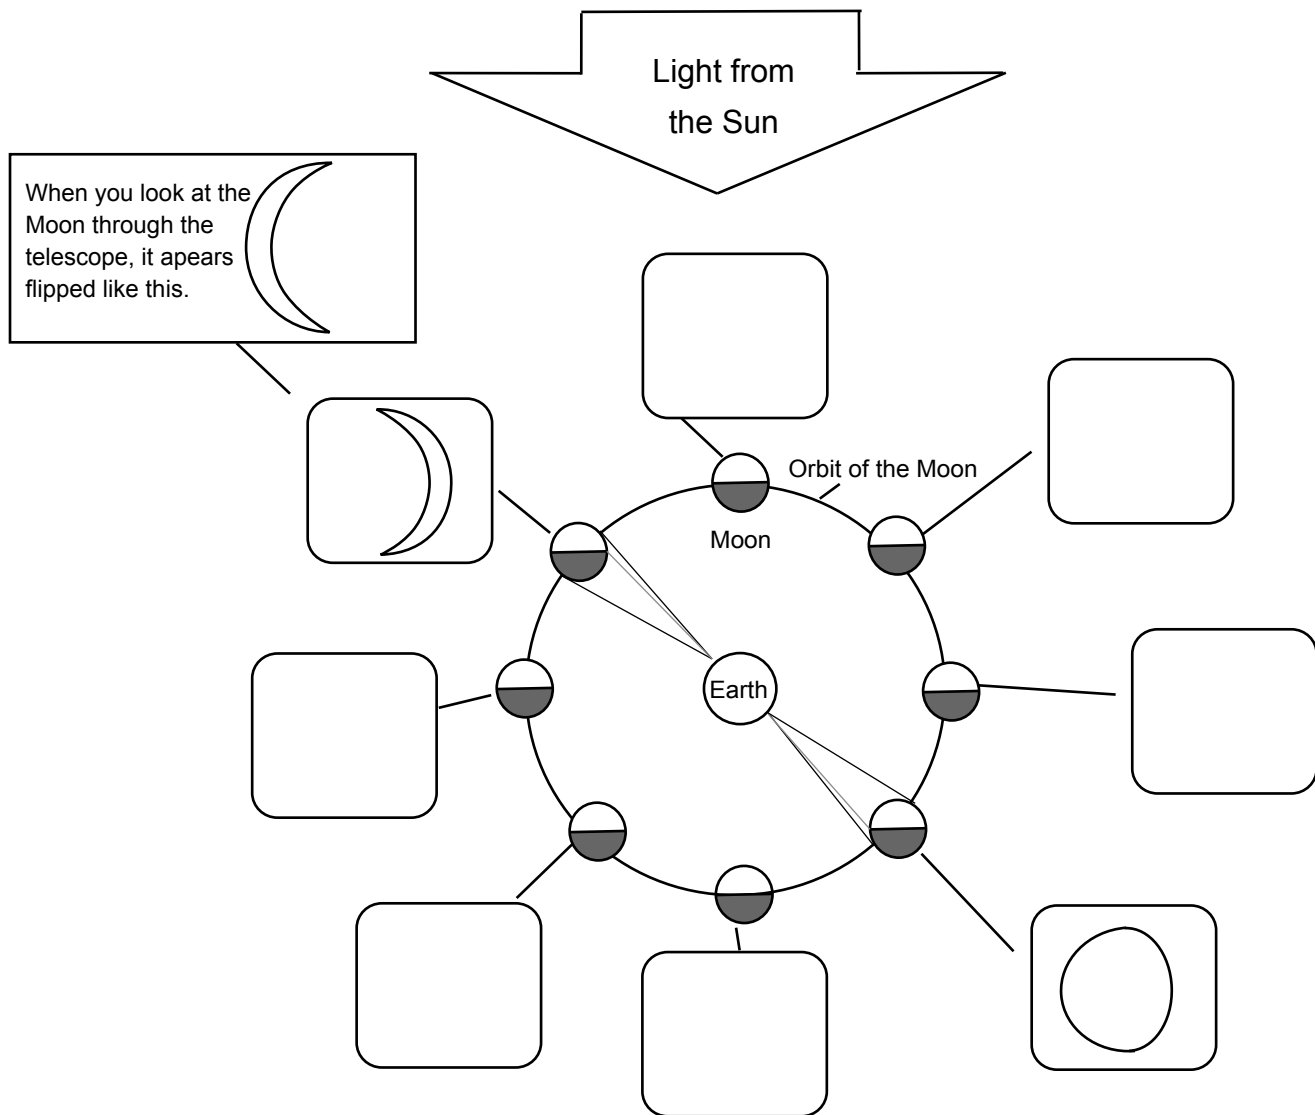 Light from
the Sun
When you look at the
Moon through the
telescope, it apears
flipped like this.
Orbit of the Moon
Moon
Earth